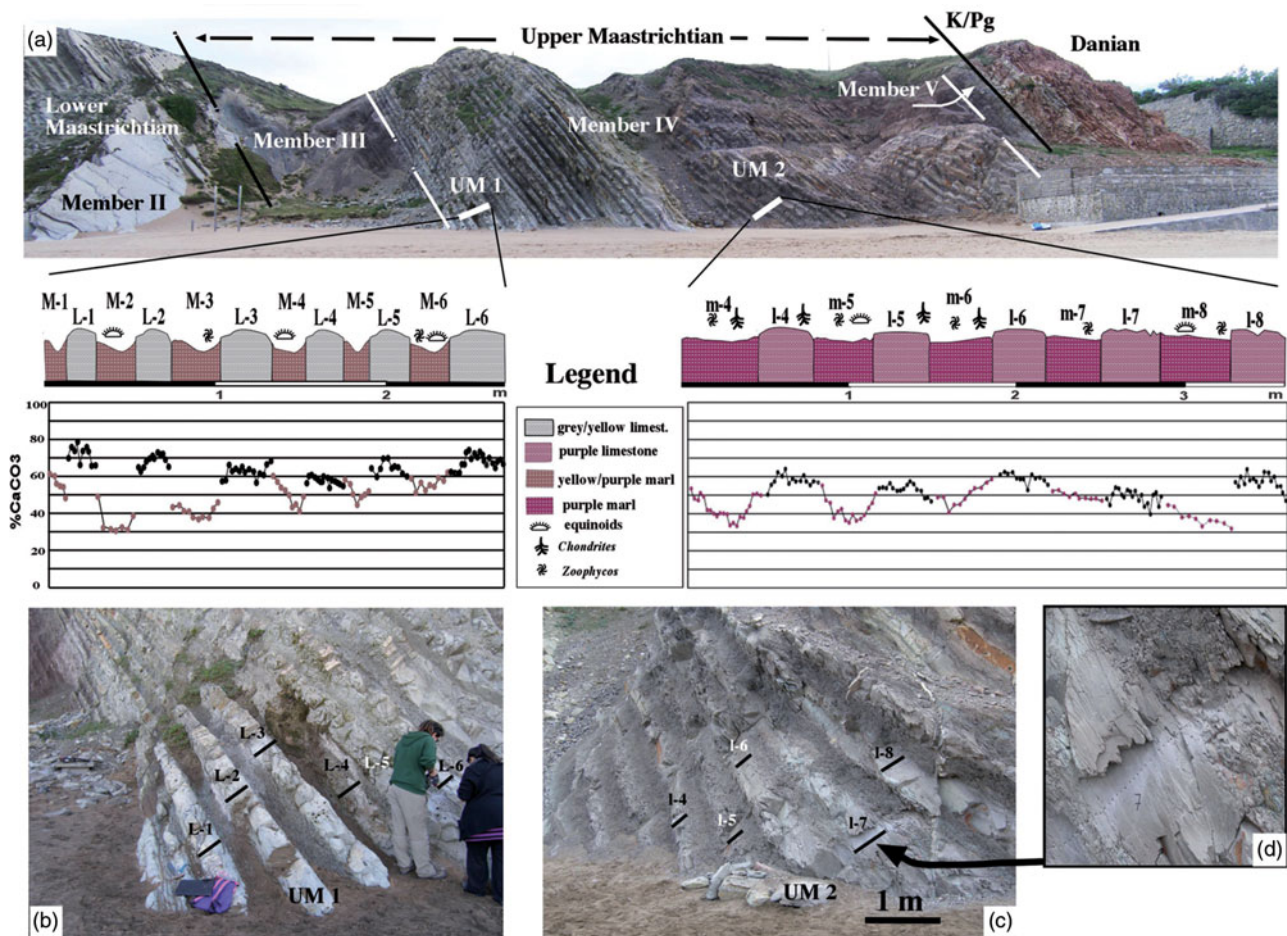 (a)
Upper Maastrichtian
K/Pg
Danian
Lower
Maastrichtian
Member III
Member IV
Member V
Member II
UM 1
UM 2
M-1 M-2 M-3 M-4 M-5 M-6
L-1 L-2 L-3 L-4 L-5 L-6
1 2 m
m-4 m-5 m-6 m-7 m-8
l-4 l-5 l-6 l-7 l-8
1 2 3 m
Legend
grey/yellow limest.
purple limestone
yellow/purple marl
purple marl
equinoids
Chondrites
Zoophycos
%CaCO3
100
80
60
40
20
0
L-3
L-2
L-4
L-5
L-6
L-1
UM 1
(b)
l-6
l-8
l-4
l-5
l-7
UM 2
1 m
(c)
7
(d)